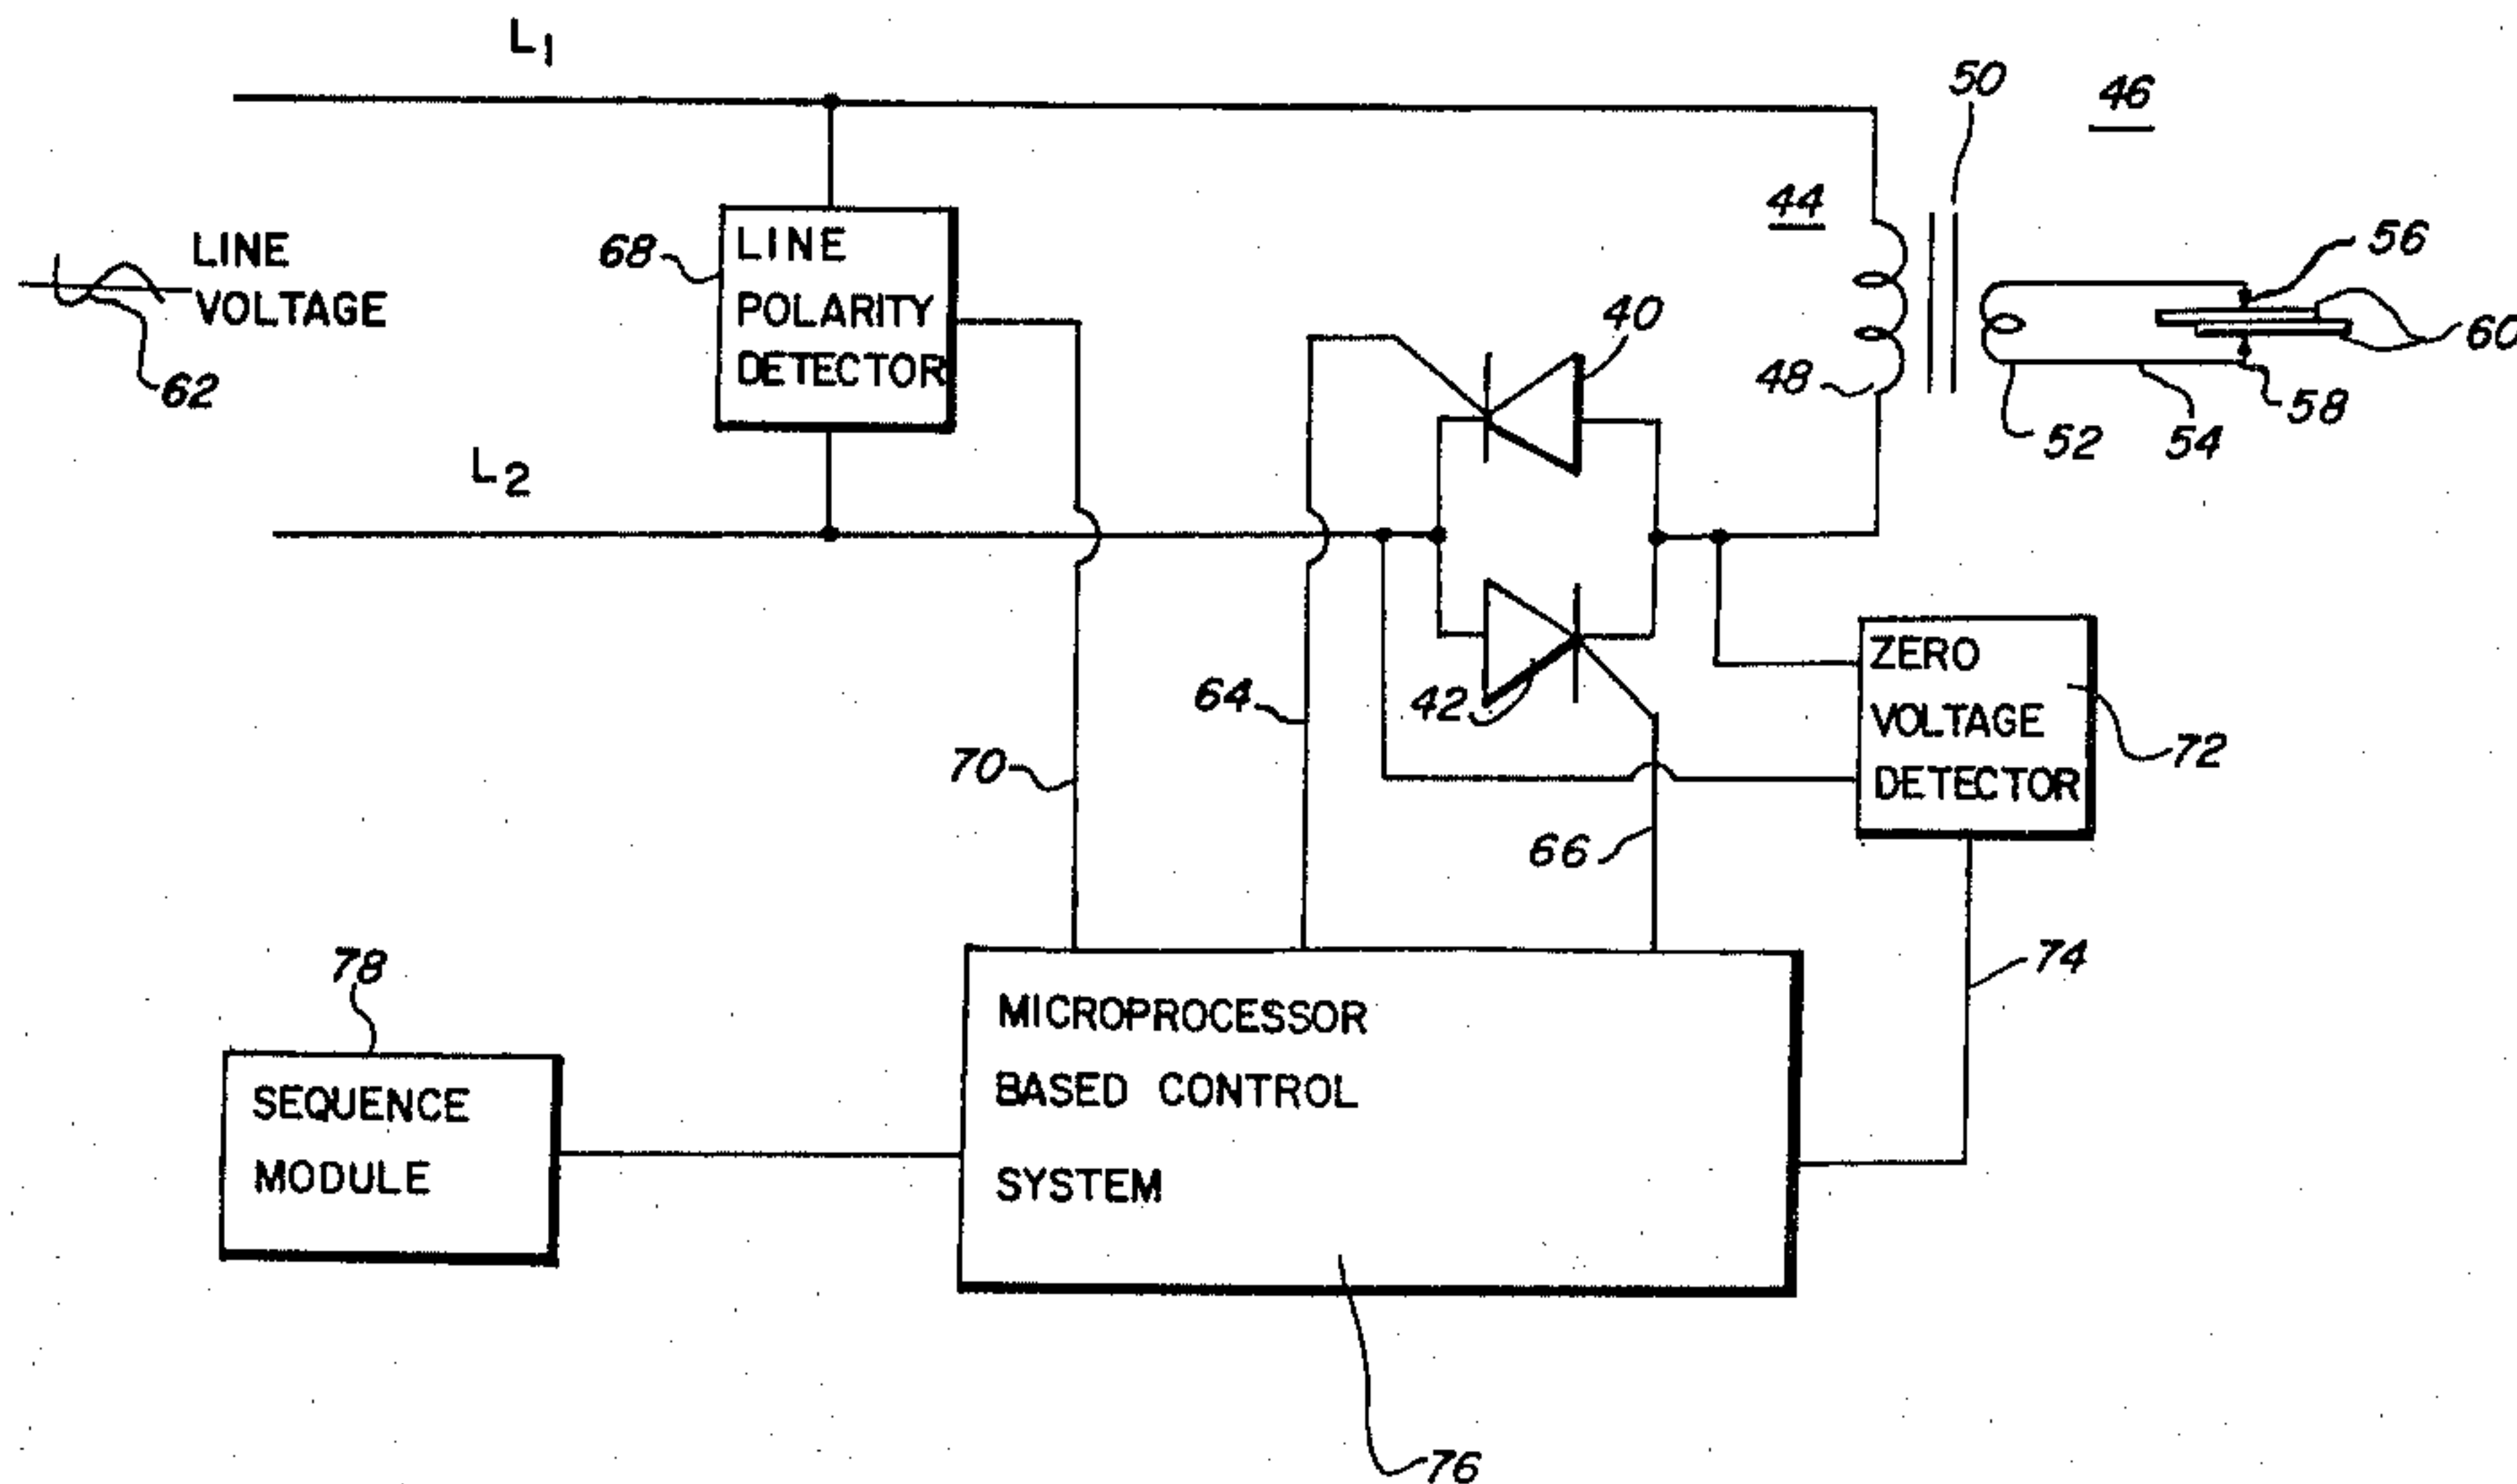 L1
50
46
44
LINE
VOLTAGE
62
68
LINE
POLARITY
DETECTOR
56
60
40
48
58
52
54
L2
64
42
ZERO
VOLTAGE
DETECTOR
72
70
66
74
78
SEQUENCE
MODULE
MICROPROCESSOR
BASED CONTROL
SYSTEM
76